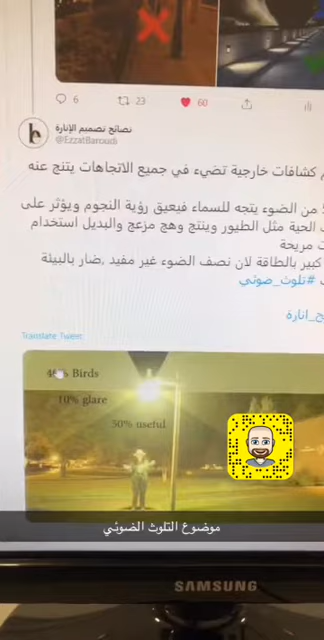 6 23 60
نصائح تصميم الإنارة
@EzzatBaroudi
كشافات خارجية تضيء في جميع الاتجاهات ينتج عنه
من الضوء يتجه للسماء فيعيق رؤية النجوم ويؤثر على
الحية مثل الطيور وينتج وهج مزعج والبديل استخدام
مريحة
كبير بالطاقة لان نصف الضوء غير مفيد ,ضار بالبيئة
#تلوث_ضوئي
انارة
Translate Tweet
Birds
10% glare
useful
موضوع التلوث الضوئي
SAMSUNG